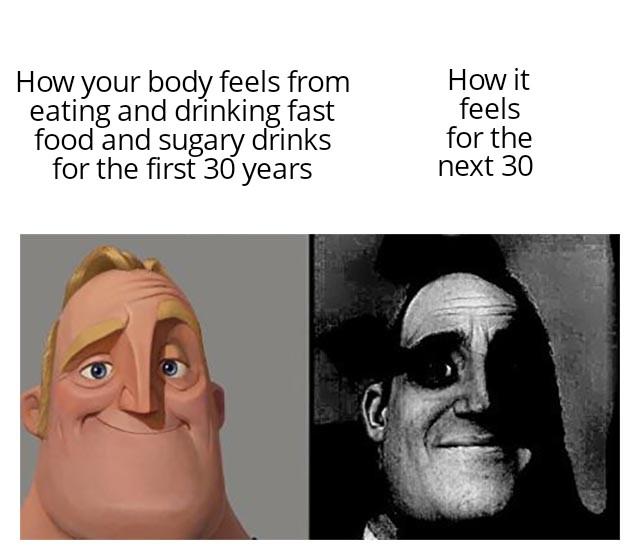 How your body feels from
eating and drinking fast
food and sugary drinks
for the first 30 years
How it
feels
for the
next 30